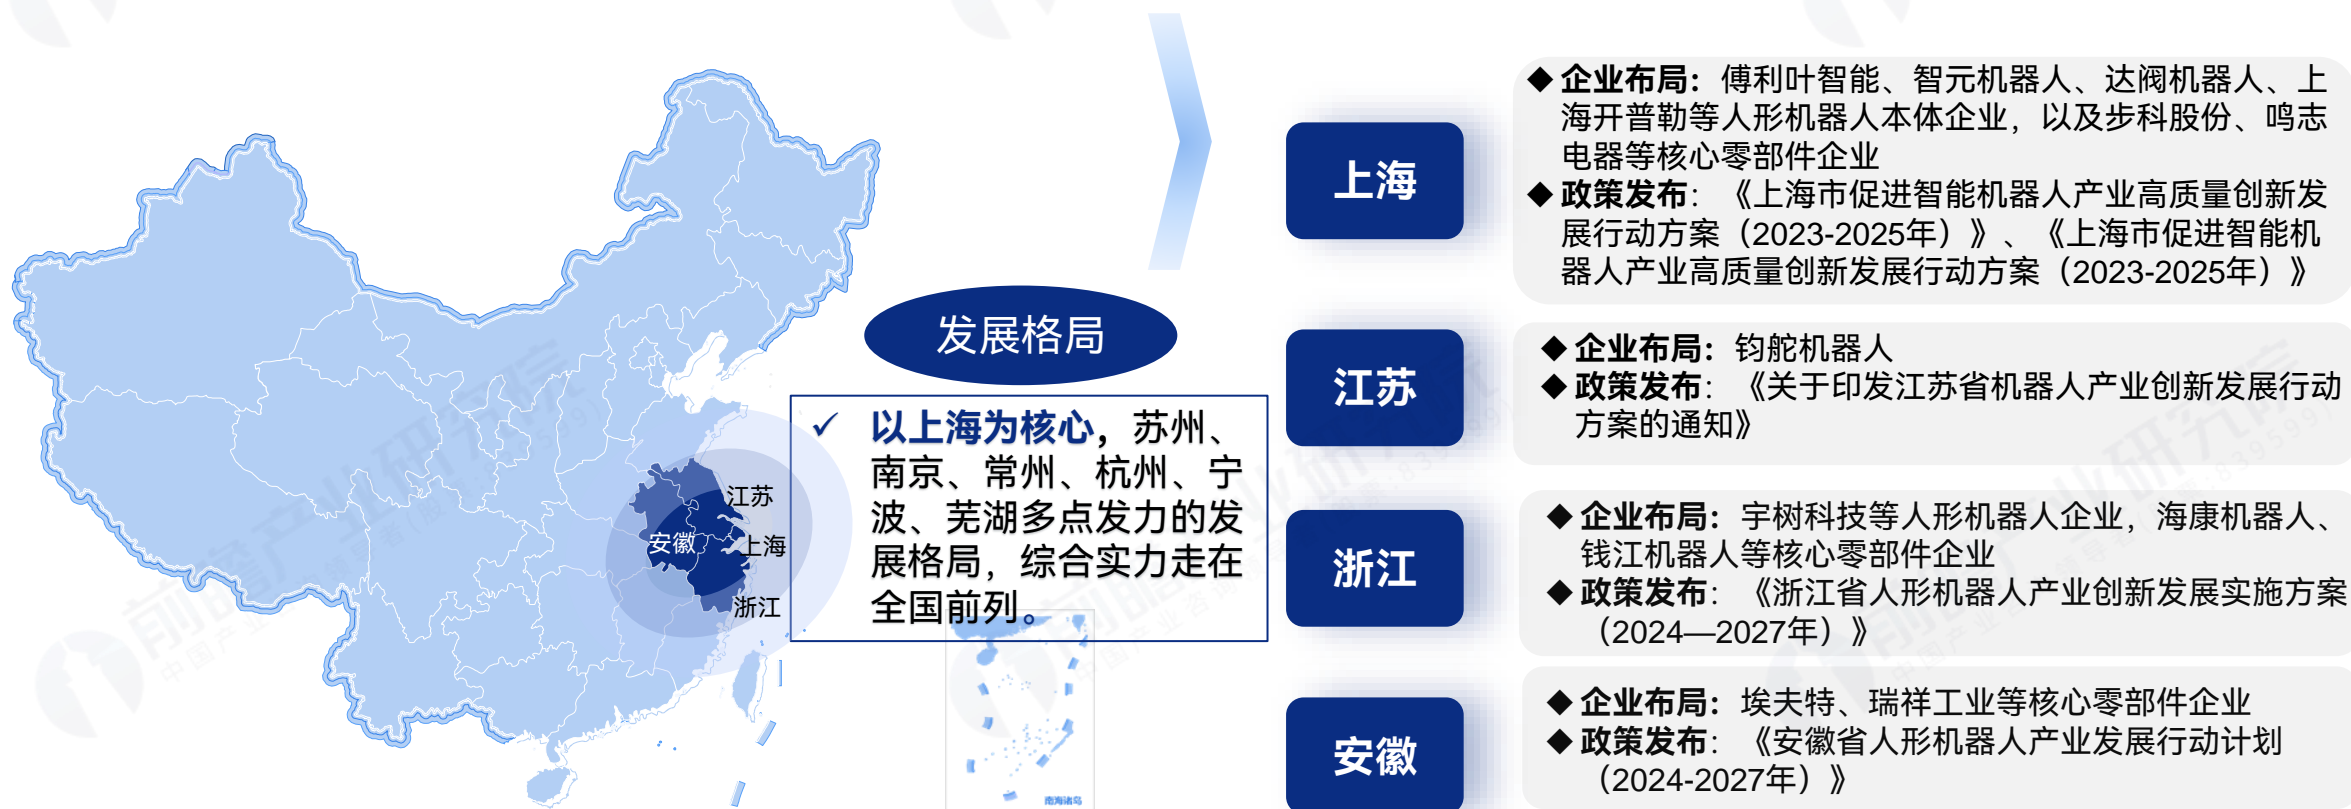 发展格局
✓ 以上海为核心，苏州、
南京、常州、杭州、宁
波、芜湖多点发力的发
展格局，综合实力走在
全国前列。
江苏
安徽
上海
浙江
南海诸岛
上海
◆ 企业布局：傅利叶智能、智元机器人、达阀机器人、上
海开普勒等人形机器人本体企业，以及步科股份、鸣志
电器等核心零部件企业
◆ 政策发布：《上海市促进智能机器人产业高质量创新发
展行动方案（2023-2025年）》、《上海市促进智能机
器人产业高质量创新发展行动方案（2023-2025年）》
江苏
◆ 企业布局：钧舵机器人
◆ 政策发布：《关于印发江苏省机器人产业创新发展行动
方案的通知》
浙江
◆ 企业布局：宇树科技等人形机器人企业，海康机器人、
钱江机器人等核心零部件企业
◆ 政策发布：《浙江省人形机器人产业创新发展实施方案
（2024—2027年）》
安徽
◆ 企业布局：埃夫特、瑞祥工业等核心零部件企业
◆ 政策发布：《安徽省人形机器人产业发展行动计划
（2024-2027年）》
前瞻产业研究院